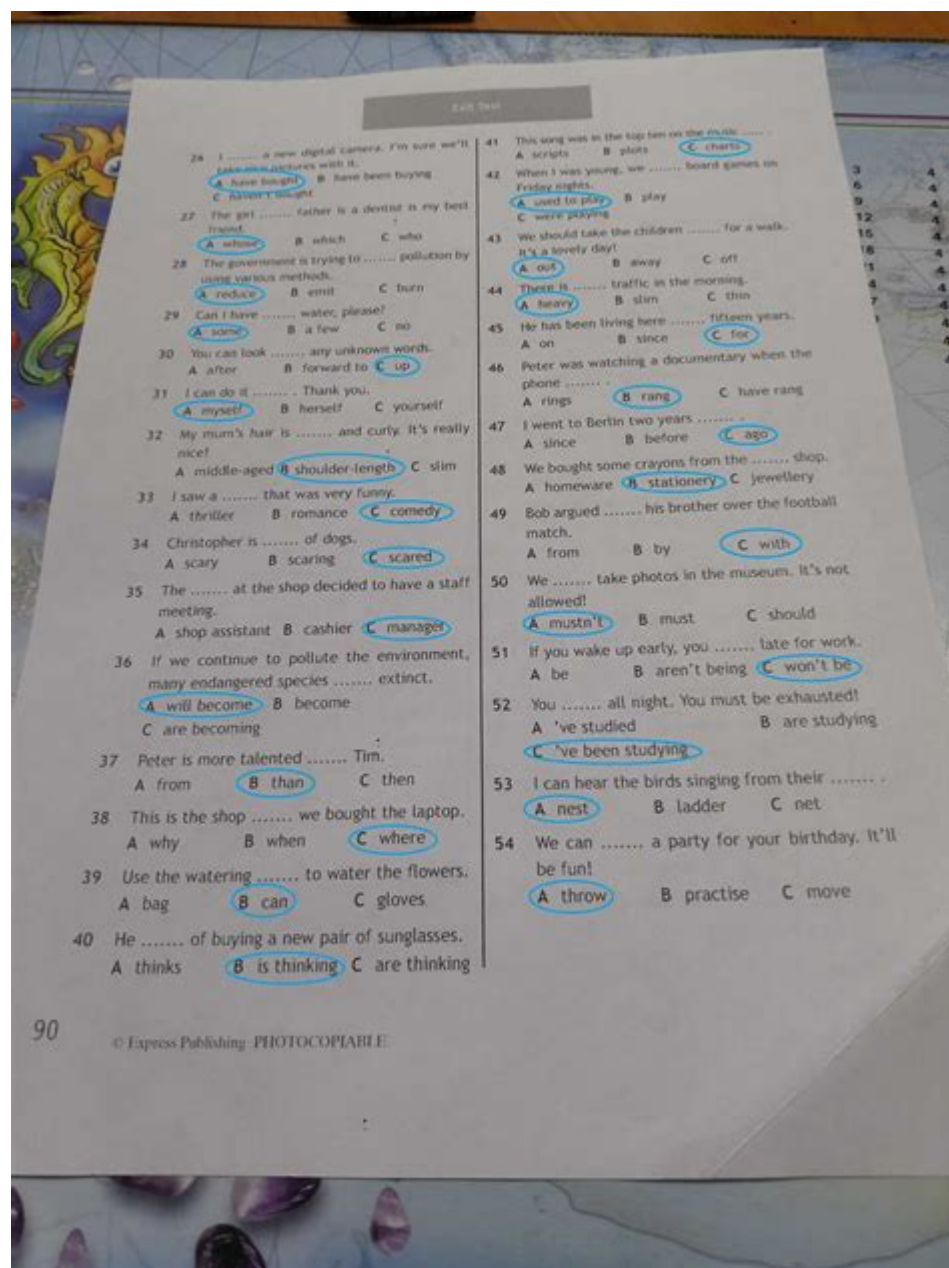 Exit Test
26 I ....... a new digital camera. I'm sure we'll
take nice pictures with it.
A have bought B have been buying
C haven't bought
27 The girl ....... father is a dentist is my best
friend.
A whose B which C who
28 The government is trying to ....... pollution by
using various methods.
A reduce B emit C burn
29 Can I have ....... water, please?
A some B a few C no
30 You can look ....... any unknown words.
A after B forward to C up
31 I can do it ....... . Thank you.
A myself B herself C yourself
32 My mum's hair is ....... and curly. It's really
nice!
A middle-aged B shoulder-length C slim
33 I saw a ....... that was very funny.
A thriller B romance C comedy
34 Christopher is ....... of dogs.
A scary B scaring C scared
35 The ....... at the shop decided to have a staff
meeting.
A shop assistant B cashier C manager
36 If we continue to pollute the environment,
many endangered species ....... extinct.
A will become B become
C are becoming
37 Peter is more talented ....... Tim.
A from B than C then
38 This is the shop ....... we bought the laptop.
A why B when C where
39 Use the watering ....... to water the flowers.
A bag B can C gloves
40 He ....... of buying a new pair of sunglasses.
A thinks B is thinking C are thinking
41 This song was in the top ten on the music ..... .
A scripts B plots C charts
42 When I was young, we ....... board games on
Friday nights.
A used to play B play
C were playing
43 We should take the children ....... for a walk.
It's a lovely day!
A out B away C off
44 There is ....... traffic in the morning.
A heavy B slim C thin
45 He has been living here ....... fifteen years.
A on B since C for
46 Peter was watching a documentary when the
phone ....... .
A rings B rang C have rang
47 I went to Berlin two years ....... .
A since B before C ago
48 We bought some crayons from the ....... shop.
A homeware B stationery C jewellery
49 Bob argued ....... his brother over the football
match.
A from B by C with
50 We ....... take photos in the museum. It's not
allowed!
A mustn't B must C should
51 If you wake up early, you ....... late for work.
A be B aren't being C won't be
52 You ....... all night. You must be exhausted!
A 've studied B are studying
C 've been studying
53 I can hear the birds singing from their ....... .
A nest B ladder C net
54 We can ....... a party for your birthday. It'll
be fun!
A throw B practise C move
90
© Express Publishing PHOTOCOPIABLE
3 4
6 4
9 4
12 4
15 4